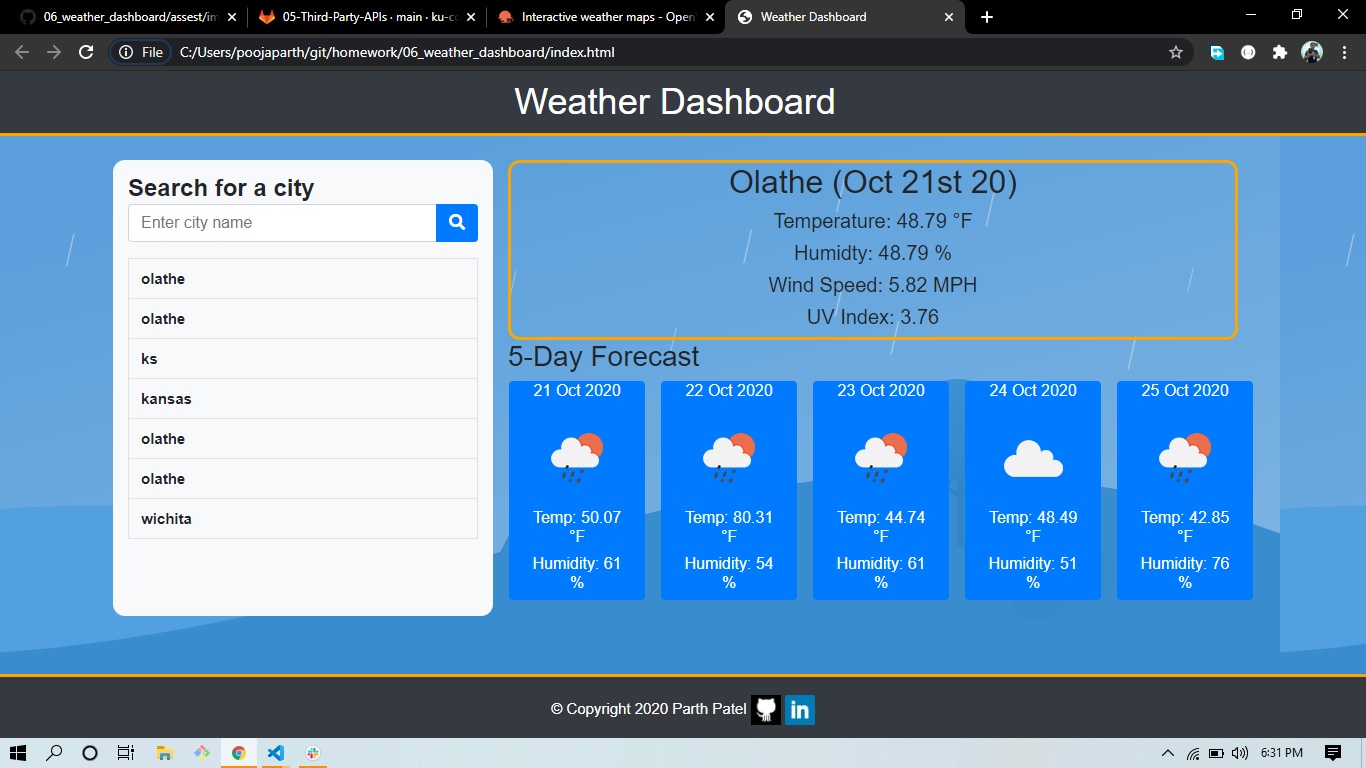 06_weather_dashboard/assest/im
05-Third-Party-APIs · main · ku-co
Interactive weather maps - Open
Weather Dashboard
File
C:/Users/poojaparth/git/homework/06_weather_dashboard/index.html
Weather Dashboard
Search for a city
Enter city name
olathe
olathe
ks
kansas
olathe
olathe
wichita
Olathe (Oct 21st 20)
Temperature: 48.79 °F
Humidty: 48.79 %
Wind Speed: 5.82 MPH
UV Index: 3.76
5-Day Forecast
21 Oct 2020
Temp: 50.07
°F
Humidity: 61
%
22 Oct 2020
Temp: 80.31
°F
Humidity: 54
%
23 Oct 2020
Temp: 44.74
°F
Humidity: 61
%
24 Oct 2020
Temp: 48.49
°F
Humidity: 51
%
25 Oct 2020
Temp: 42.85
°F
Humidity: 76
%
© Copyright 2020 Parth Patel
in
6:31 PM